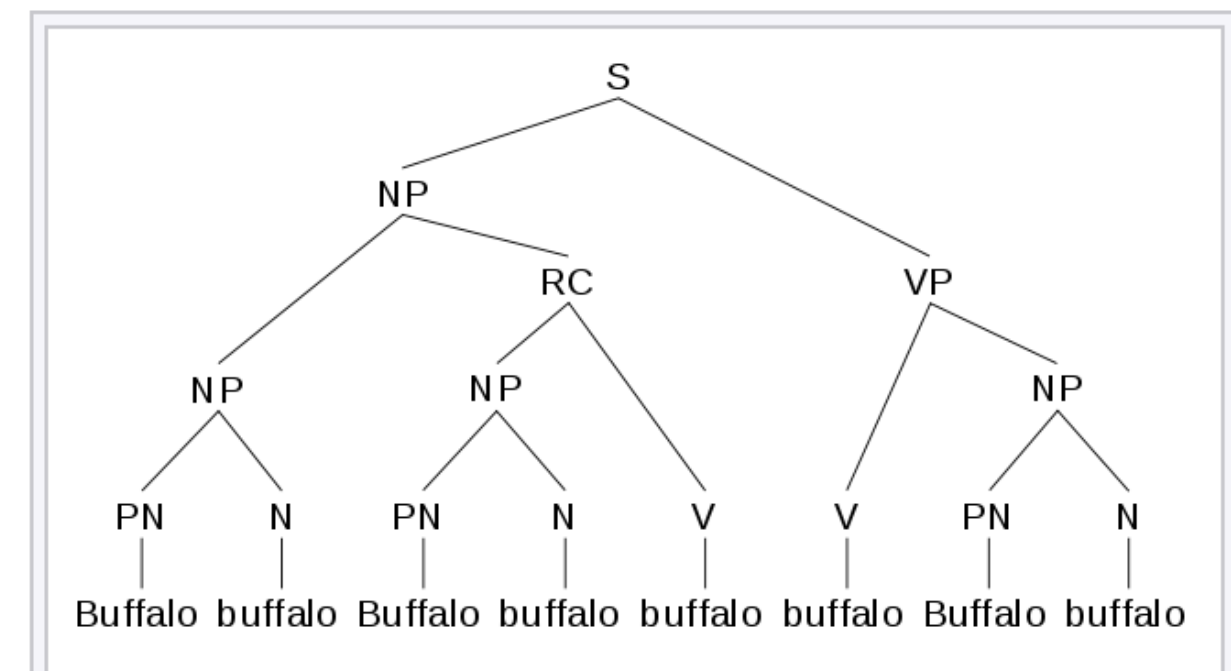 S
NP
RC VP
NP NP NP
PN N PN N V V PN N
Buffalo buffalo Buffalo buffalo buffalo buffalo Buffalo buffalo